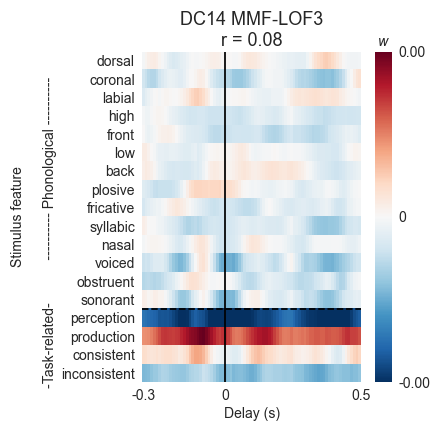 DC14 MMF-LOF3
r = 0.08
w
Stimulus feature
-Task-related- ----------- Phonological ----------
dorsal
coronal
labial
high
front
low
back
plosive
fricative
syllabic
nasal
voiced
obstruent
sonorant
perception
production
consistent
inconsistent
0.00
0
-0.00
-0.3
0
0.5
Delay (s)